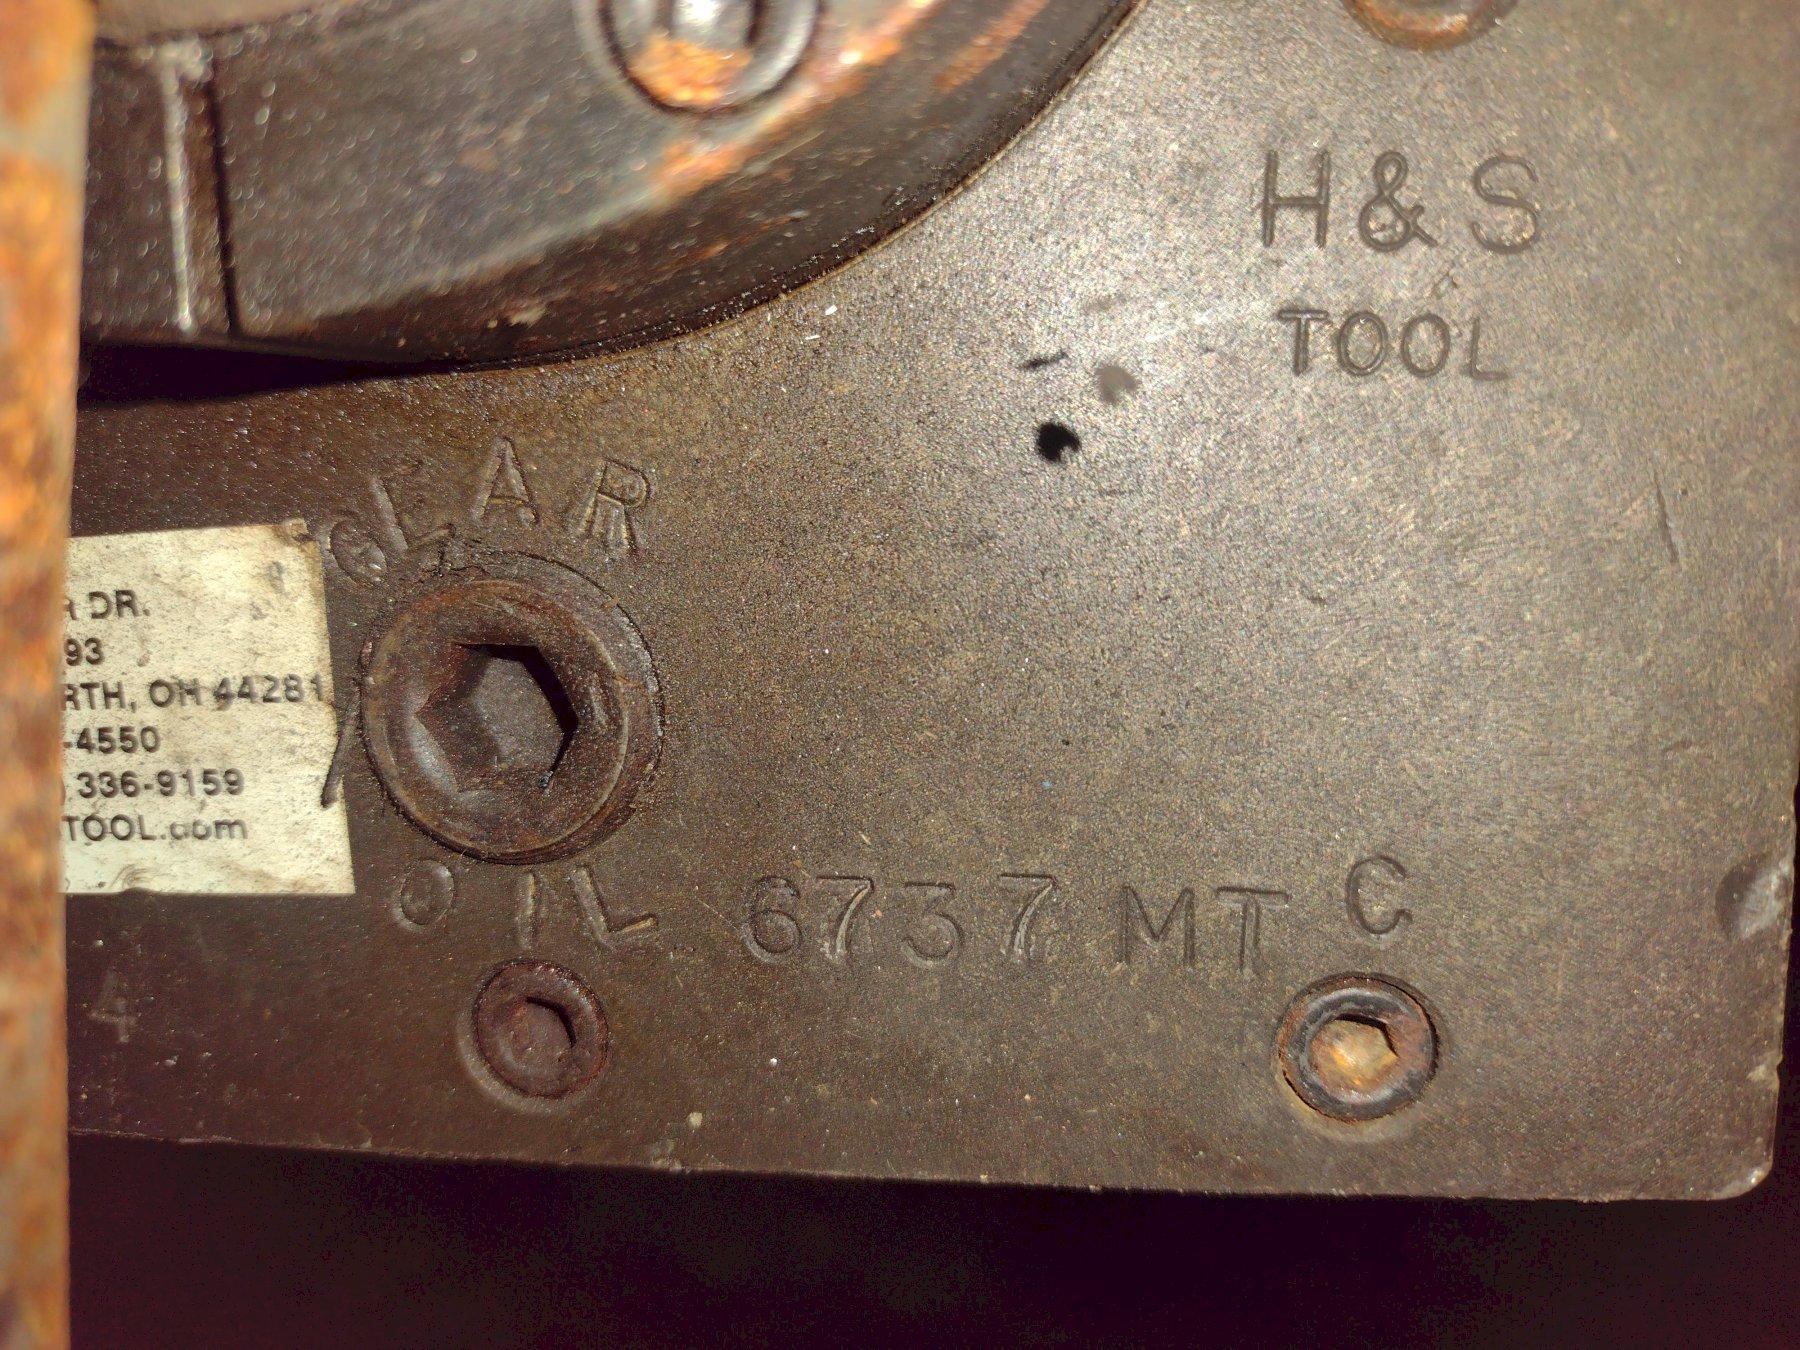 H & S
TOOL
GEAR
R DR.
93
RTH, OH 44281
-4550
) 336-9159
TOOL.com
OIL
6737 MT C
4